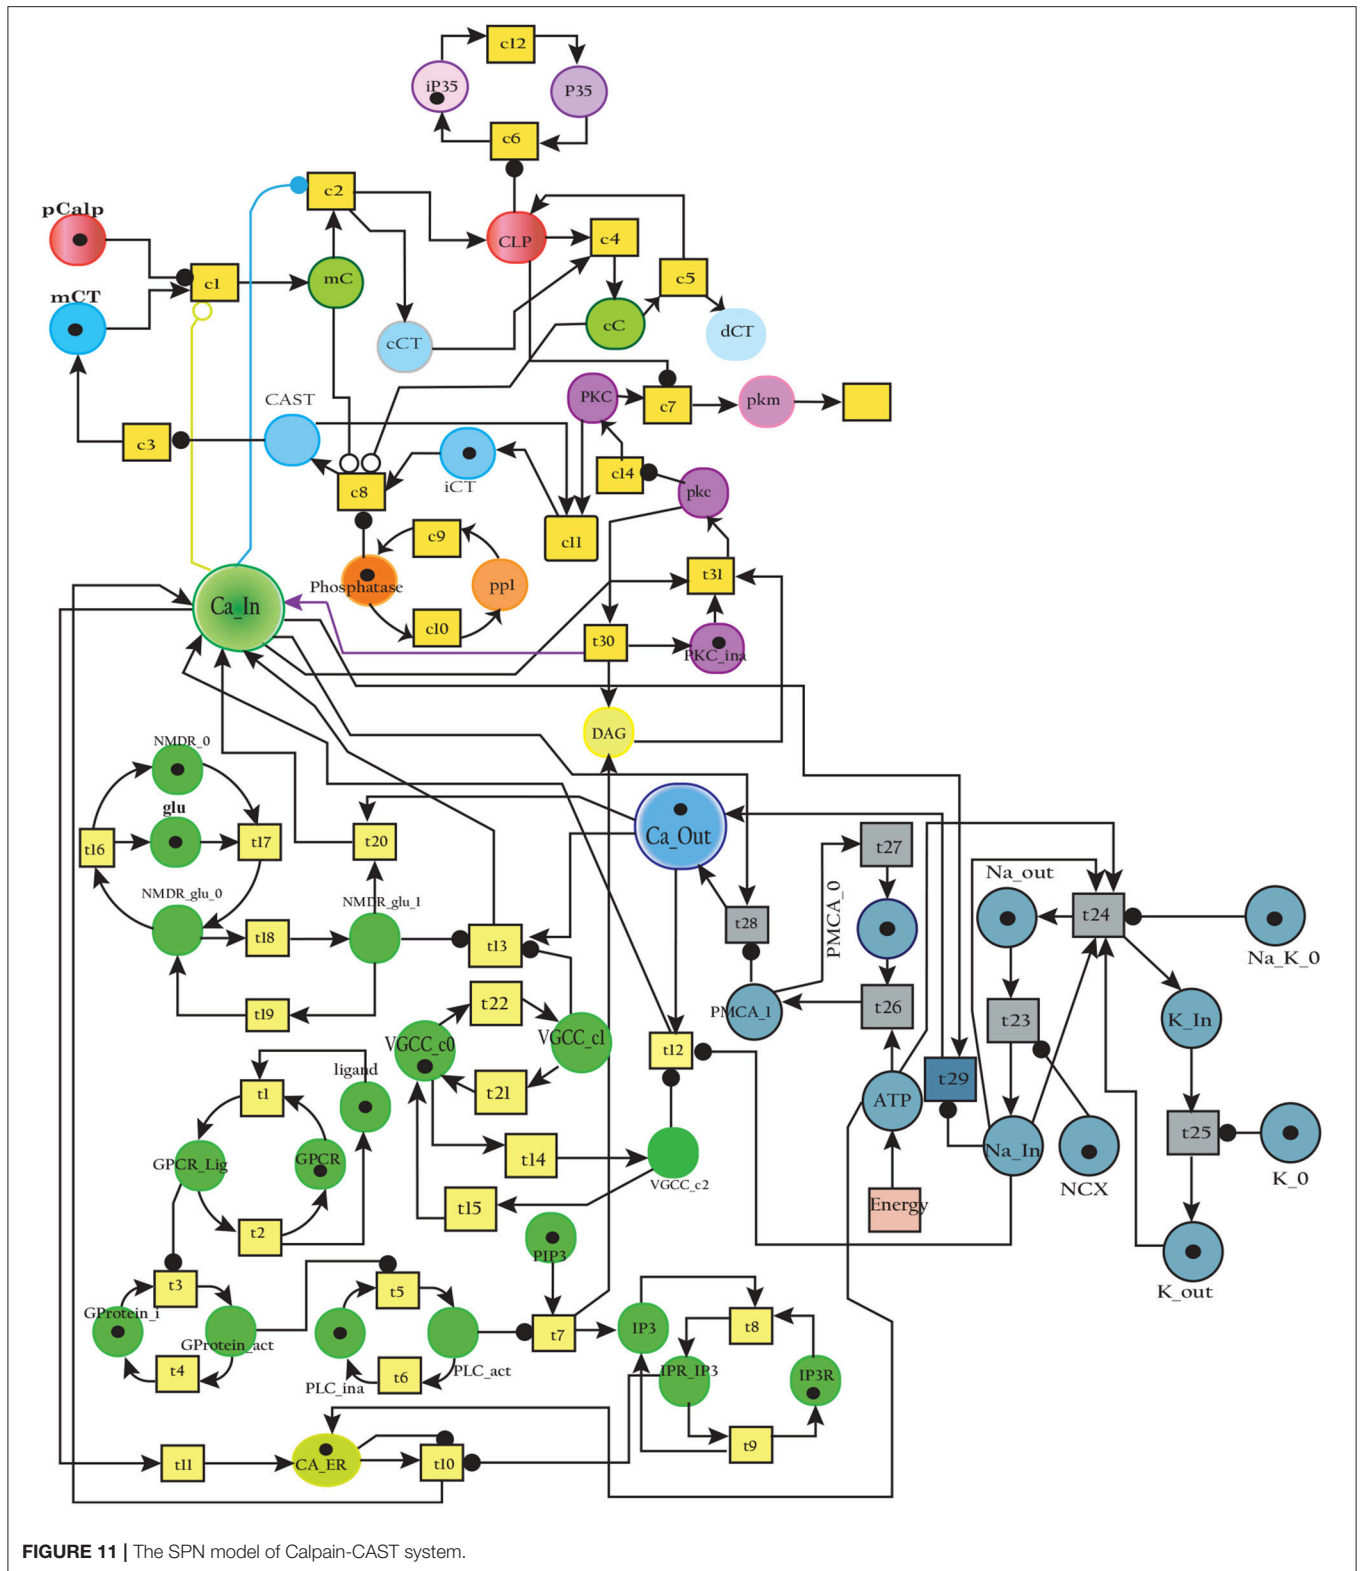 c12
iP35
P35
c6
c2
pCalp
CLP
c4
c1
mC
c5
mCT
cC
cCT
dCT
CAST
PKC
c7
pkm
c3
c14
c8
iCT
pkc
c9
c11
Phosphatase
pp1
t31
Ca_In
c10
t30
PKC_ina
DAG
NMDR_0
glu
Ca_Out
t16
t17
t20
t27
Na_out
NMDR_glu_0
NMDR_glu_1
PMCA_0
t24
t28
t18
t13
Na_K_0
t22
PMCA_1
t26
t19
K_In
t23
VGCC_c0
VGCC_c1
t12
ligand
t29
t1
t21
ATP
t25
GPCR_Lig
GPCR
t14
Na_In
VGCC_c2
NCX
K_0
t15
Energy
t2
PIP3
t3
t5
K_out
GProtein_i
GProtein_act
t7
IP3
t8
t4
t6
PLC_act
IPR_IP3
IP3R
PLC_ina
t9
t11
CA_ER
t10
FIGURE 11 | The SPN model of Calpain-CAST system.